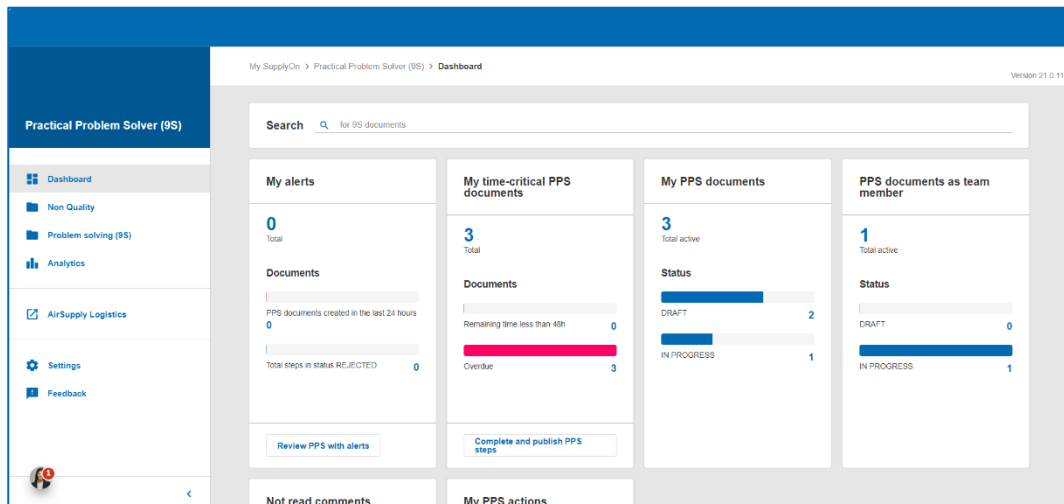 My SupplyOn > Practical Problem Solver (9S) > Dashboard
Version 21.0.11
Practical Problem Solver (9S)
Dashboard
Non Quality
Problem solving (9S)
Analytics
AirSupply Logistics
Settings
Feedback
1
Search for 9S documents
My alerts
0
Total
Documents
PPS documents created in the last 24 hours
0
Total steps in status REJECTED 0
Review PPS with alerts
My time-critical PPS
documents
3
Total
Documents
Remaining time less than 48h 0
Overdue 3
Complete and publish PPS
steps
My PPS documents
3
Total active
Status
DRAFT 2
IN PROGRESS 1
PPS documents as team
member
1
Total active
Status
DRAFT 0
IN PROGRESS 1
Not read comments
My PPS actions